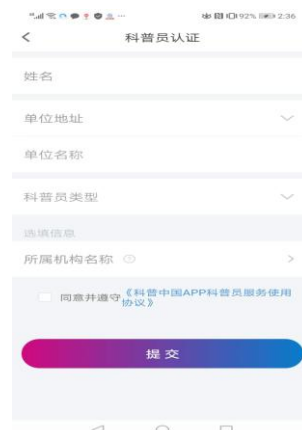 92% 2:36
科普员认证
姓名
单位地址
单位名称
科普员类型
选填信息
所属机构名称
同意并遵守《科普中国APP科普员服务使用
协议》
提交